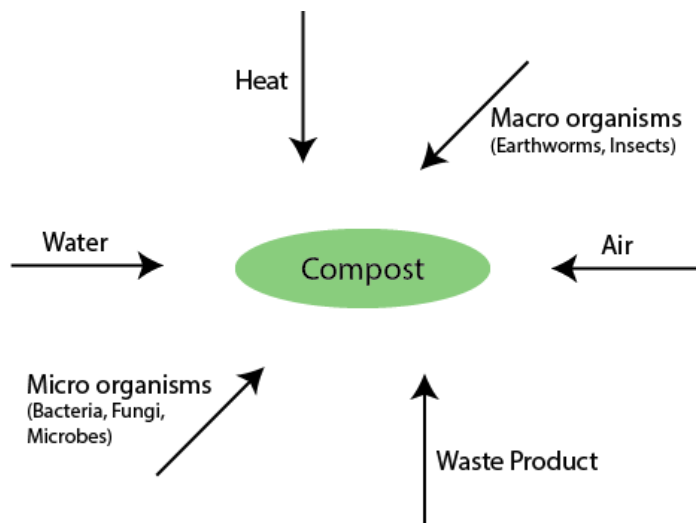 Heat
Macro organisms
(Earthworms, Insects)
Water
Compost
Air
Micro organisms
(Bacteria, Fungi,
Microbes)
Waste Product